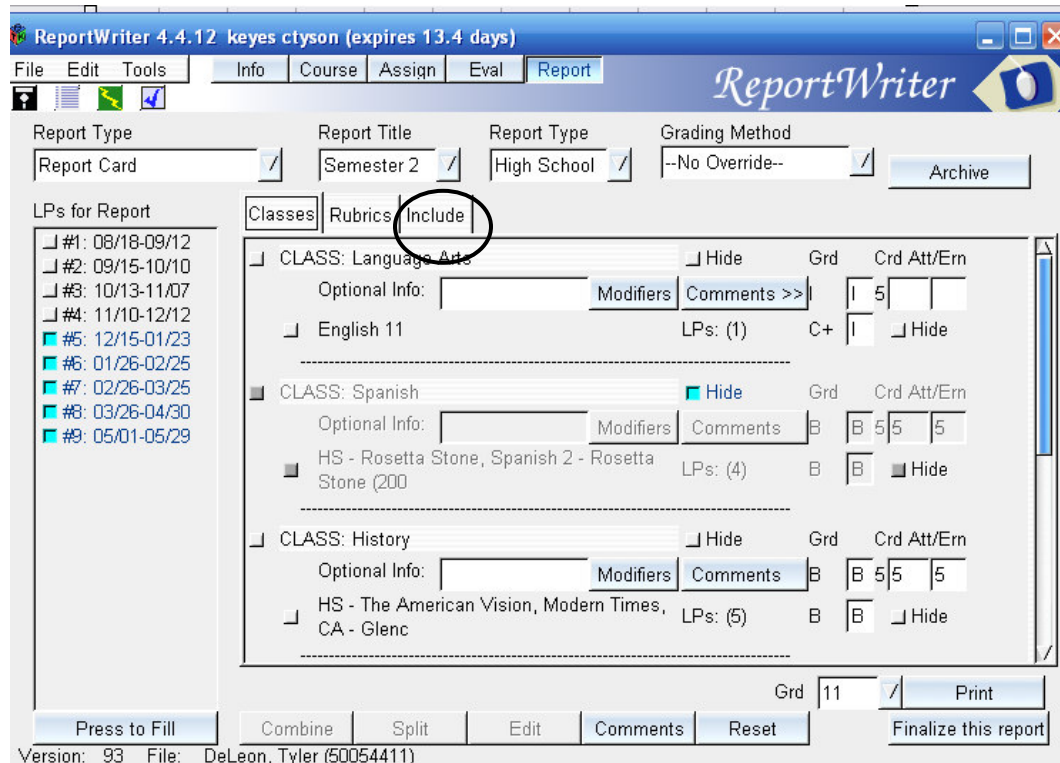 ReportWriter 4.4.12 keyes ctyson (expires 13.4 days)
File Edit Tools Info Course Assign Eval Report
ReportWriter
Report Type Report Title Report Type Grading Method
Report Card Semester 2 High School --No Override-- Archive
LPs for Report Classes Rubrics Include
#1: 08/18-09/12
#2: 09/15-10/10
#3: 10/13-11/07
#4: 11/10-12/12
#5: 12/15-01/23
#6: 01/26-02/25
#7: 02/26-03/25
#8: 03/26-04/30
#9: 05/01-05/29
CLASS: Language Arts Hide Grd Crd Att/Ern
Optional Info: Modifiers Comments >> I I 5
English 11 LPs: (1) C+ I Hide
CLASS: Spanish Hide Grd Crd Att/Ern
Optional Info: Modifiers Comments B B 5 5 5
HS - Rosetta Stone, Spanish 2 - Rosetta
Stone (200 LPs: (4) B B Hide
CLASS: History Hide Grd Crd Att/Ern
Optional Info: Modifiers Comments B B 5 5 5
HS - The American Vision, Modern Times,
CA - Glenc LPs: (5) B B Hide
Grd 11 Print
Press to Fill Combine Split Edit Comments Reset Finalize this report
Version: 93 File: DeLeon, Tyler (50054411)